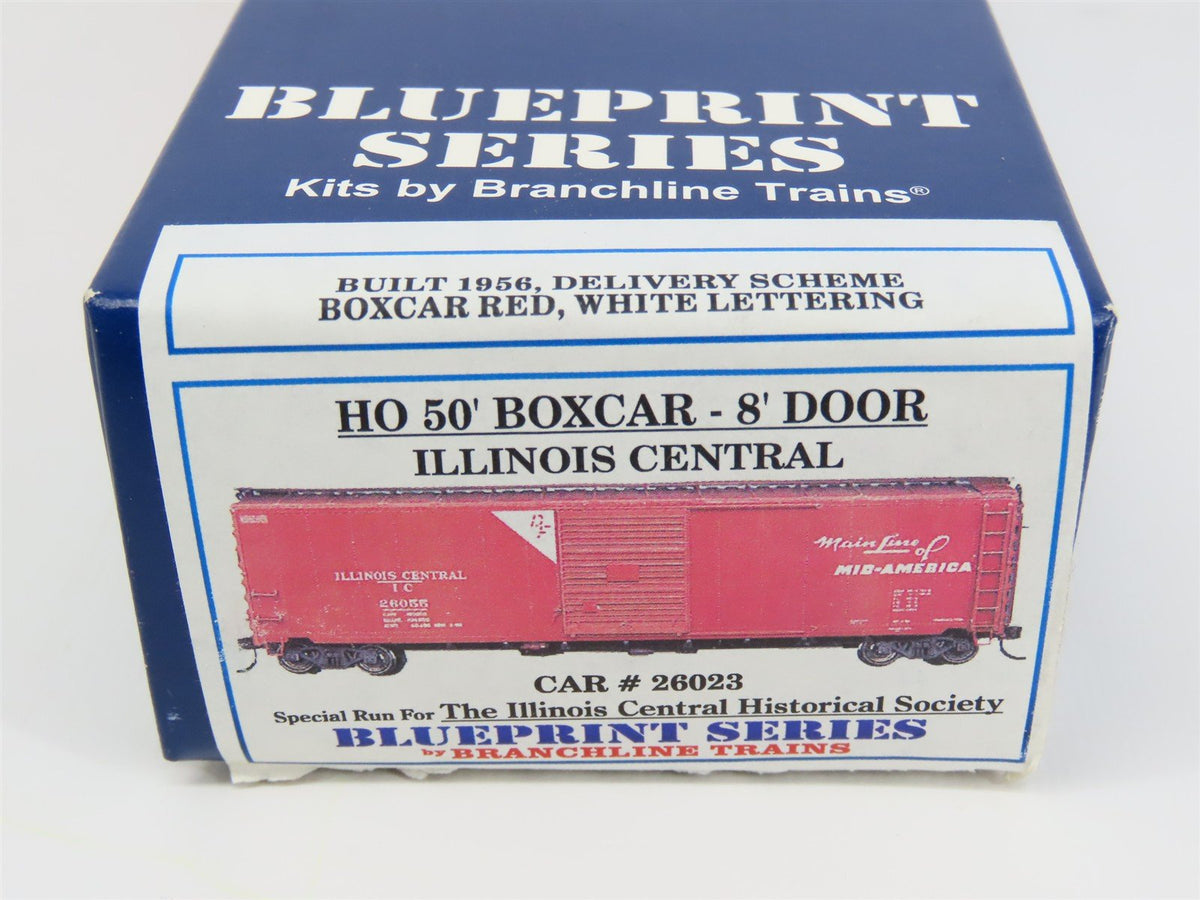 BLUEPRINT
SERIES
Kits by Branchline Trains®
BUILT 1956, DELIVERY SCHEME
BOXCAR RED, WHITE LETTERING
HO 50' BOXCAR - 8' DOOR
ILLINOIS CENTRAL
Main Line of
MID-AMERICA
ILLINOIS CENTRAL
I C
26055
CAR # 26023
Special Run For The Illinois Central Historical Society
BLUEPRINT SERIES
by BRANCHLINE TRAINS